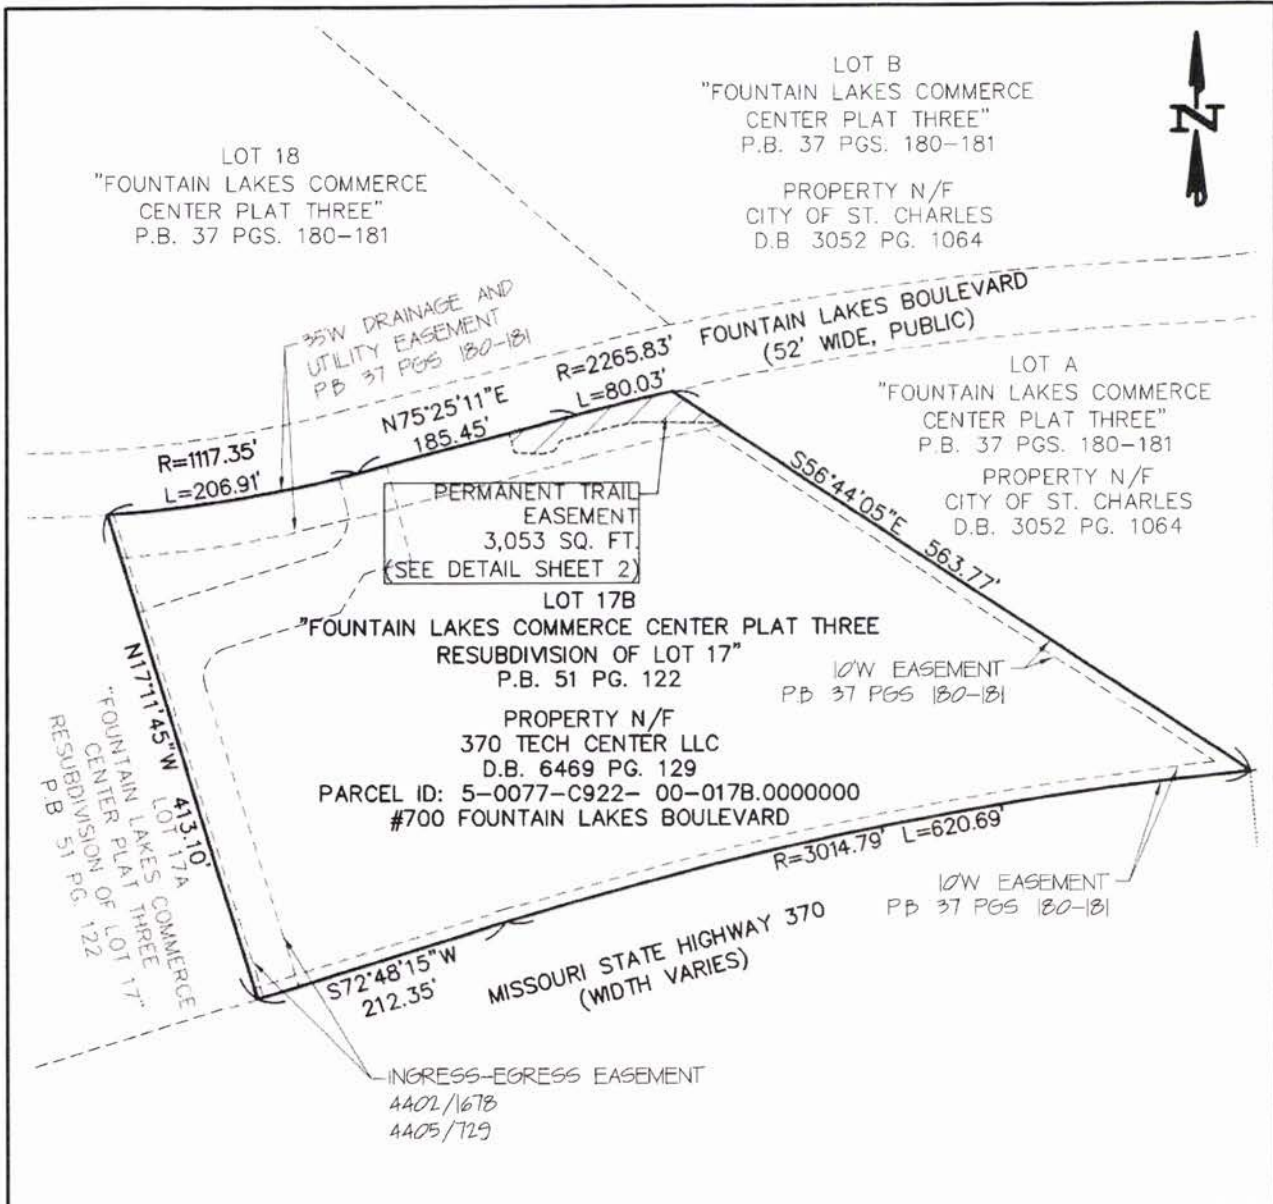 LOT B
"FOUNTAIN LAKES COMMERCE
CENTER PLAT THREE"
P.B. 37 PGS. 180-181
PROPERTY N/F
CITY OF ST. CHARLES
D.B 3052 PG. 1064
N
LOT 18
"FOUNTAIN LAKES COMMERCE
CENTER PLAT THREE"
P.B. 37 PGS. 180-181
35'W DRAINAGE AND
UTILITY EASEMENT
PB 37 PGS 180-181
FOUNTAIN LAKES BOULEVARD
(52' WIDE, PUBLIC)
R=2265.83'
L=80.03'
N75°25'11"E
185.45'
R=1117.35'
L=206.91'
LOT A
"FOUNTAIN LAKES COMMERCE
CENTER PLAT THREE"
P.B. 37 PGS. 180-181
PROPERTY N/F
CITY OF ST. CHARLES
D.B. 3052 PG. 1064
S56°44'05"E 563.77'
PERMANENT TRAIL
EASEMENT
3,053 SQ. FT.
(SEE DETAIL SHEET 2)
LOT 17B
"FOUNTAIN LAKES COMMERCE CENTER PLAT THREE
RESUBDIVISION OF LOT 17"
P.B. 51 PG. 122
10'W EASEMENT
P.B 37 PGS 180-181
PROPERTY N/F
370 TECH CENTER LLC
D.B. 6469 PG. 129
PARCEL ID: 5-0077-C922- 00-017B.0000000
#700 FOUNTAIN LAKES BOULEVARD
N17°11'45"W 413.10'
LOT 17A
"FOUNTAIN LAKES COMMERCE
CENTER PLAT THREE
RESUBDIVISION OF LOT 17"
P.B 51 PG. 122
R=3014.79' L=620.69'
10'W EASEMENT
PB 37 PGS 180-181
S72°48'15"W
212.35'
MISSOURI STATE HIGHWAY 370
(WIDTH VARIES)
INGRESS-EGRESS EASEMENT
4402/1678
4405/729